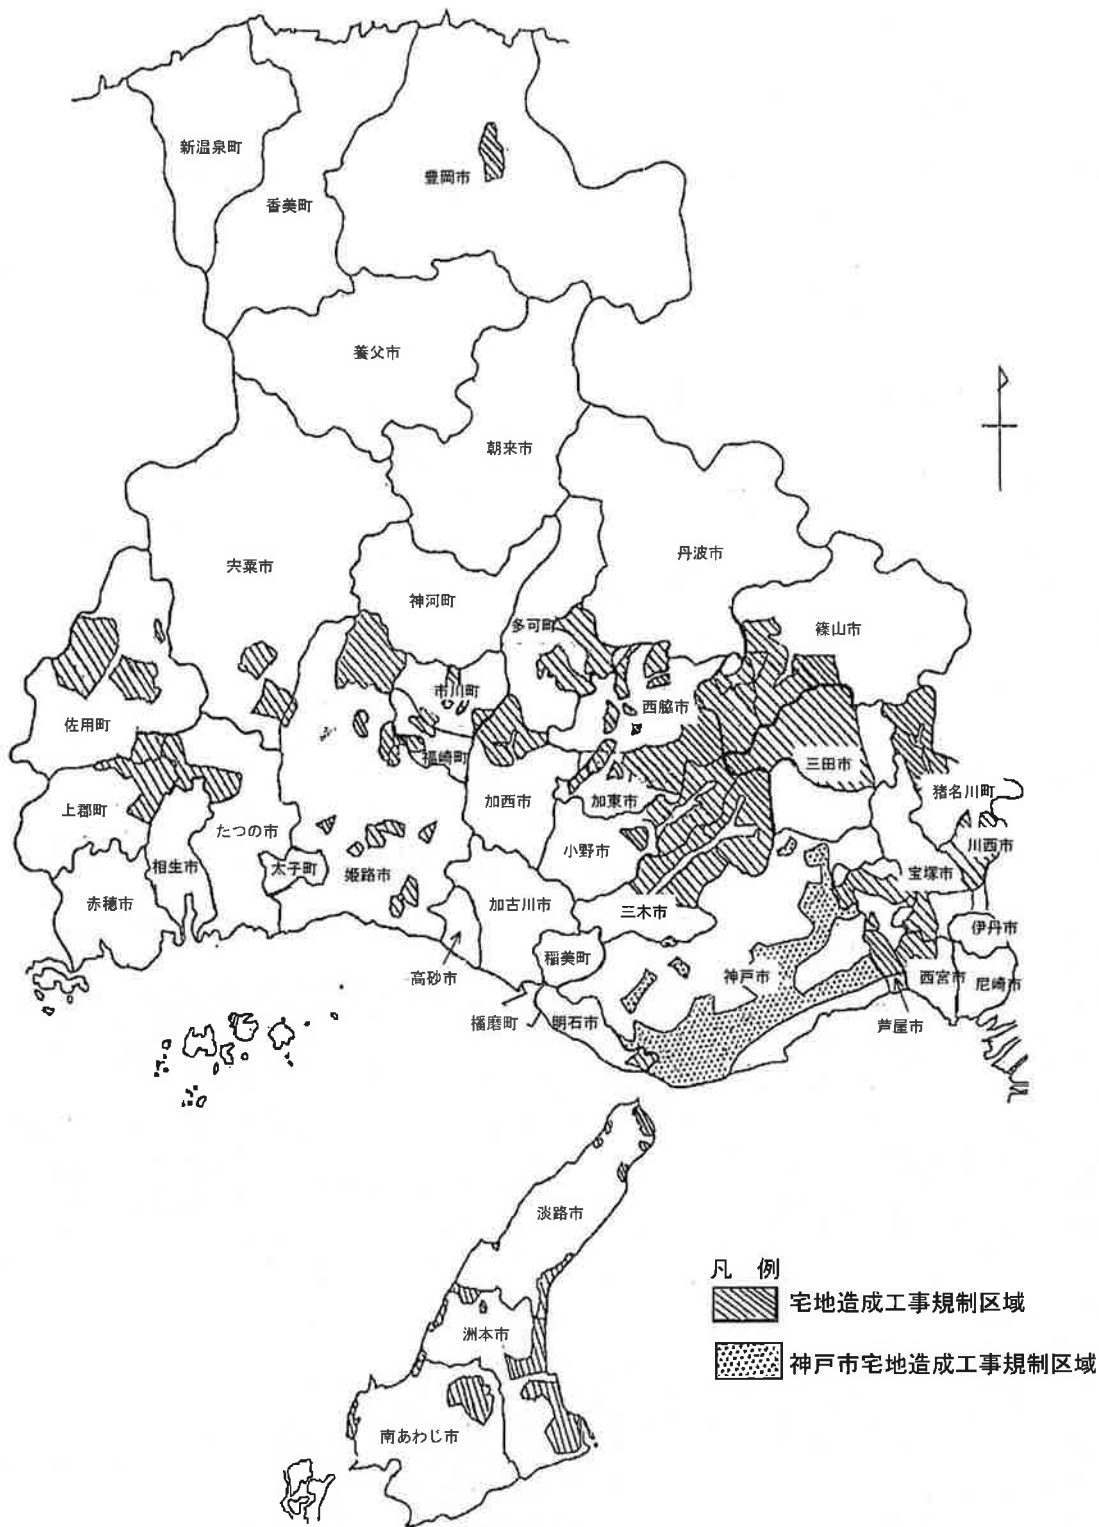 新温泉町
豊岡市
香美町
養父市
朝来市
丹波市
宍粟市
神河町
多可町
篠山市
市川町
西脇市
佐用町
福崎町
三田市
猪名川町
加西市
加東市
上郡町
たつの市
川西市
小野市
相生市
太子町
姫路市
宝塚市
赤穂市
加古川市
三木市
伊丹市
稲美町
高砂市
神戸市
西宮市
尼崎市
播磨町
明石市
芦屋市
淡路市
洲本市
南あわじ市
凡 例
宅地造成工事規制区域
神戸市宅地造成工事規制区域